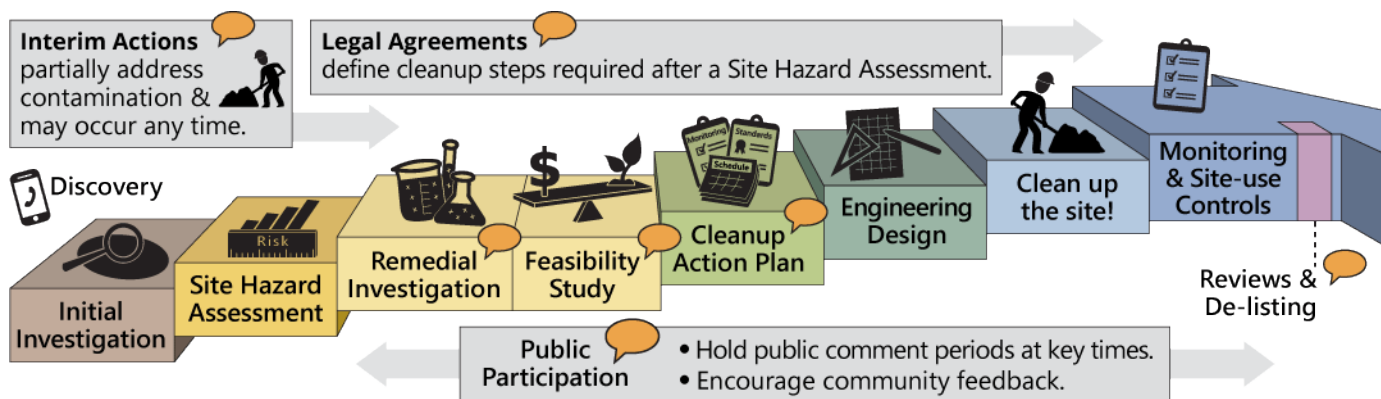 Interim Actions
partially address
contamination &
may occur any time.
Legal Agreements
define cleanup steps required after a Site Hazard Assessment.
Discovery
Initial
Investigation
Risk
Site Hazard
Assessment
Remedial
Investigation
$
Feasibility
Study
Monitoring
Standards
Schedule
Cleanup
Action Plan
Engineering
Design
Clean up
the site!
Monitoring
& Site-use
Controls
Reviews &
De-listing
Public
Participation
• Hold public comment periods at key times.
• Encourage community feedback.